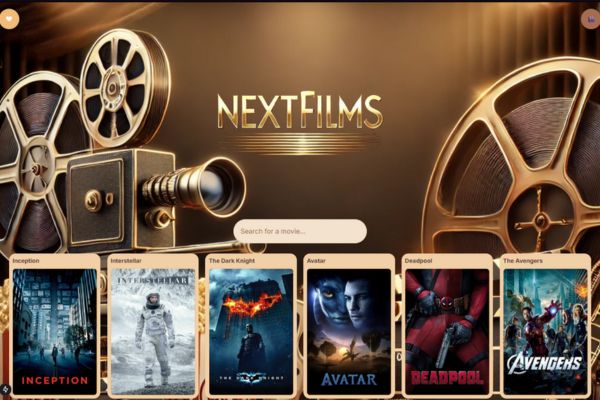 NEXTFILMS
Search for a movie...
Inception
Interstellar
The Dark Knight
Avatar
Deadpool
The Avengers
INCEPTION
INTERSTELLAR
THE DARK KNIGHT
AVATAR
DEADPOOL
AVENGERS